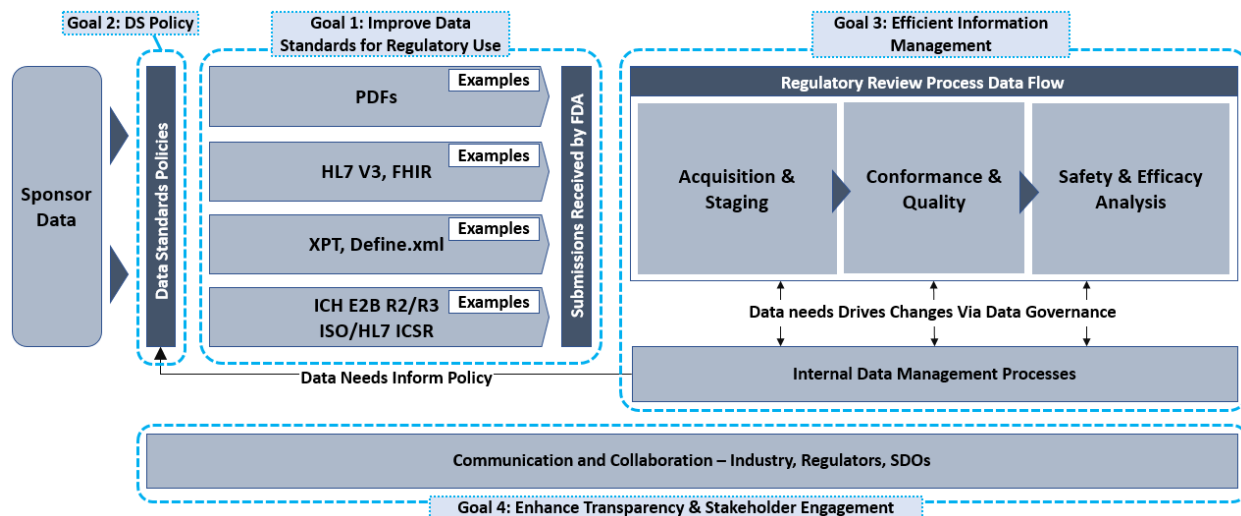 Goal 2: DS Policy
Goal 1: Improve Data
Standards for Regulatory Use
Goal 3: Efficient Information
Management
Sponsor
Data
Data Standards Policies
Examples
PDFs
Examples
HL7 V3, FHIR
Examples
XPT, Define.xml
Examples
ICH E2B R2/R3
ISO/HL7 ICSR
Submissions Received by FDA
Regulatory Review Process Data Flow
Acquisition &
Staging
Conformance &
Quality
Safety & Efficacy
Analysis
Data needs Drives Changes Via Data Governance
Internal Data Management Processes
Data Needs Inform Policy
Communication and Collaboration – Industry, Regulators, SDOs
Goal 4: Enhance Transparency & Stakeholder Engagement